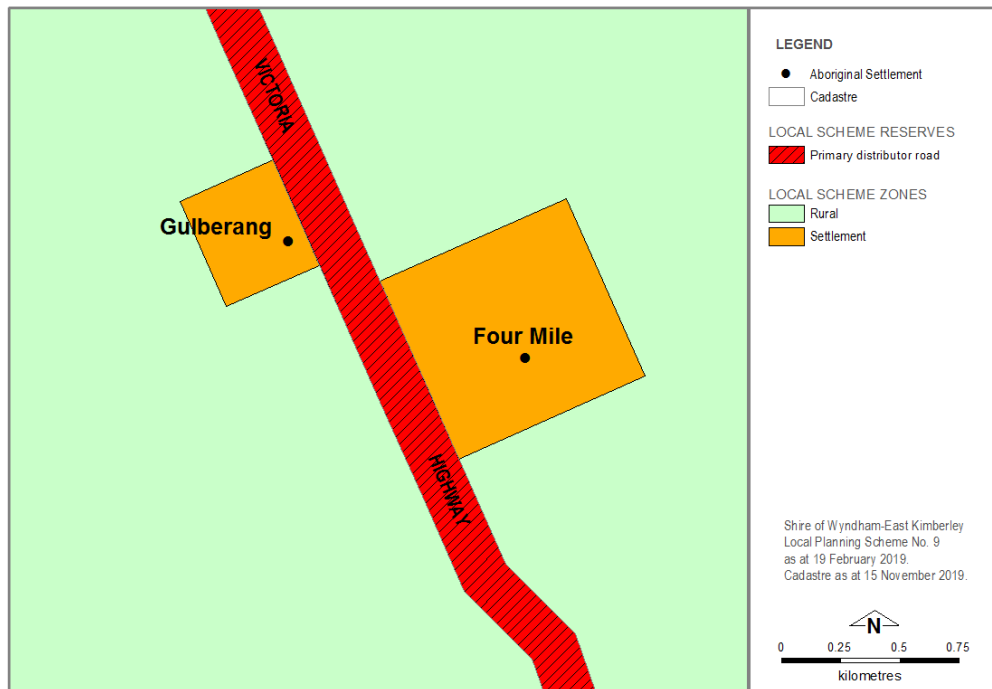 VICTORIA
Gulberang
Four Mile
HIGHWAY
LEGEND
Aboriginal Settlement
Cadastre
LOCAL SCHEME RESERVES
Primary distributor road
LOCAL SCHEME ZONES
Rural
Settlement
Shire of Wyndham-East Kimberley
Local Planning Scheme No. 9
as at 19 February 2019.
Cadastre as at 15 November 2019.
N
0 0.25 0.5 0.75
kilometres